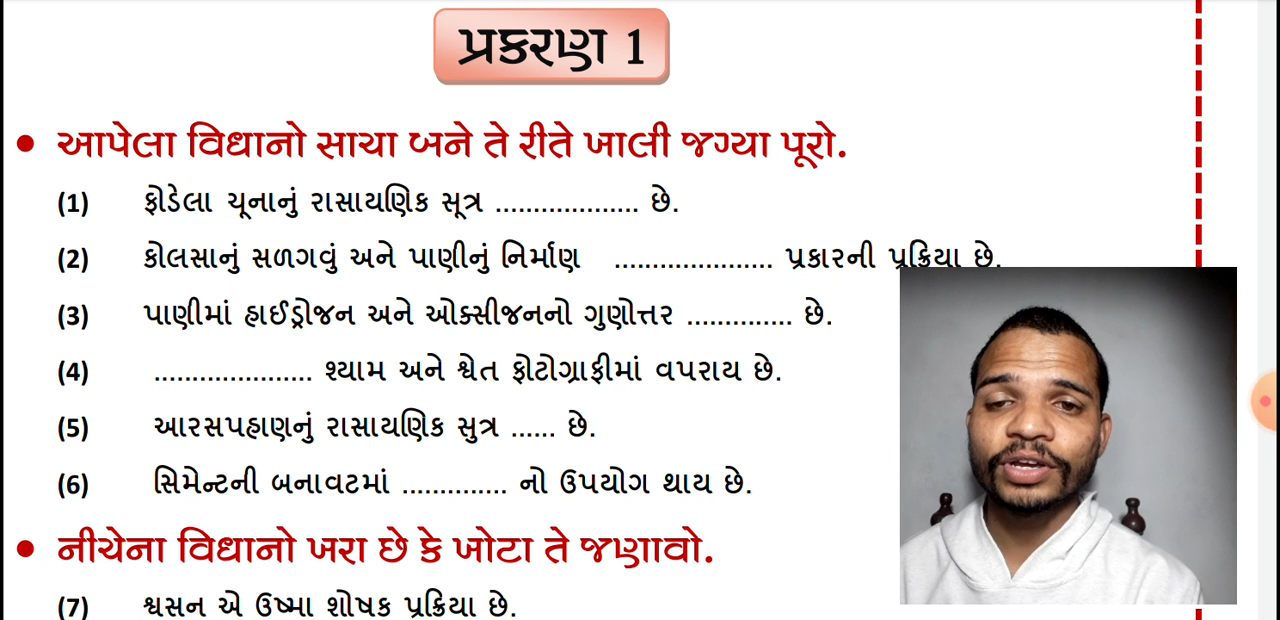 પ્રકરણ 1
• આપેલા વિધાનો સાચા બને તે રીતે ખાલી જગ્યા પૂરો.
(1) ફોડેલા ચૂનાનું રાસાયણિક સૂત્ર ................... છે.
(2) કોલસાનું સળગવું અને પાણીનું નિર્માણ ..................... પ્રકારની પ્રક્રિયા છે.
(3) પાણીમાં હાઈડ્રોજન અને ઓક્સીજનનો ગુણોત્તર .............. છે.
(4) ..................... શ્યામ અને શ્વેત ફોટોગ્રાફીમાં વપરાય છે.
(5) આરસપહાણનું રાસાયણિક સુત્ર ...... છે.
(6) સિમેન્ટની બનાવટમાં .............. નો ઉપયોગ થાય છે.
• નીચેના વિધાનો ખરા છે કે ખોટા તે જણાવો.
(7) શ્વસન એ ઉષ્મા શોષક પ્રક્રિયા છે.